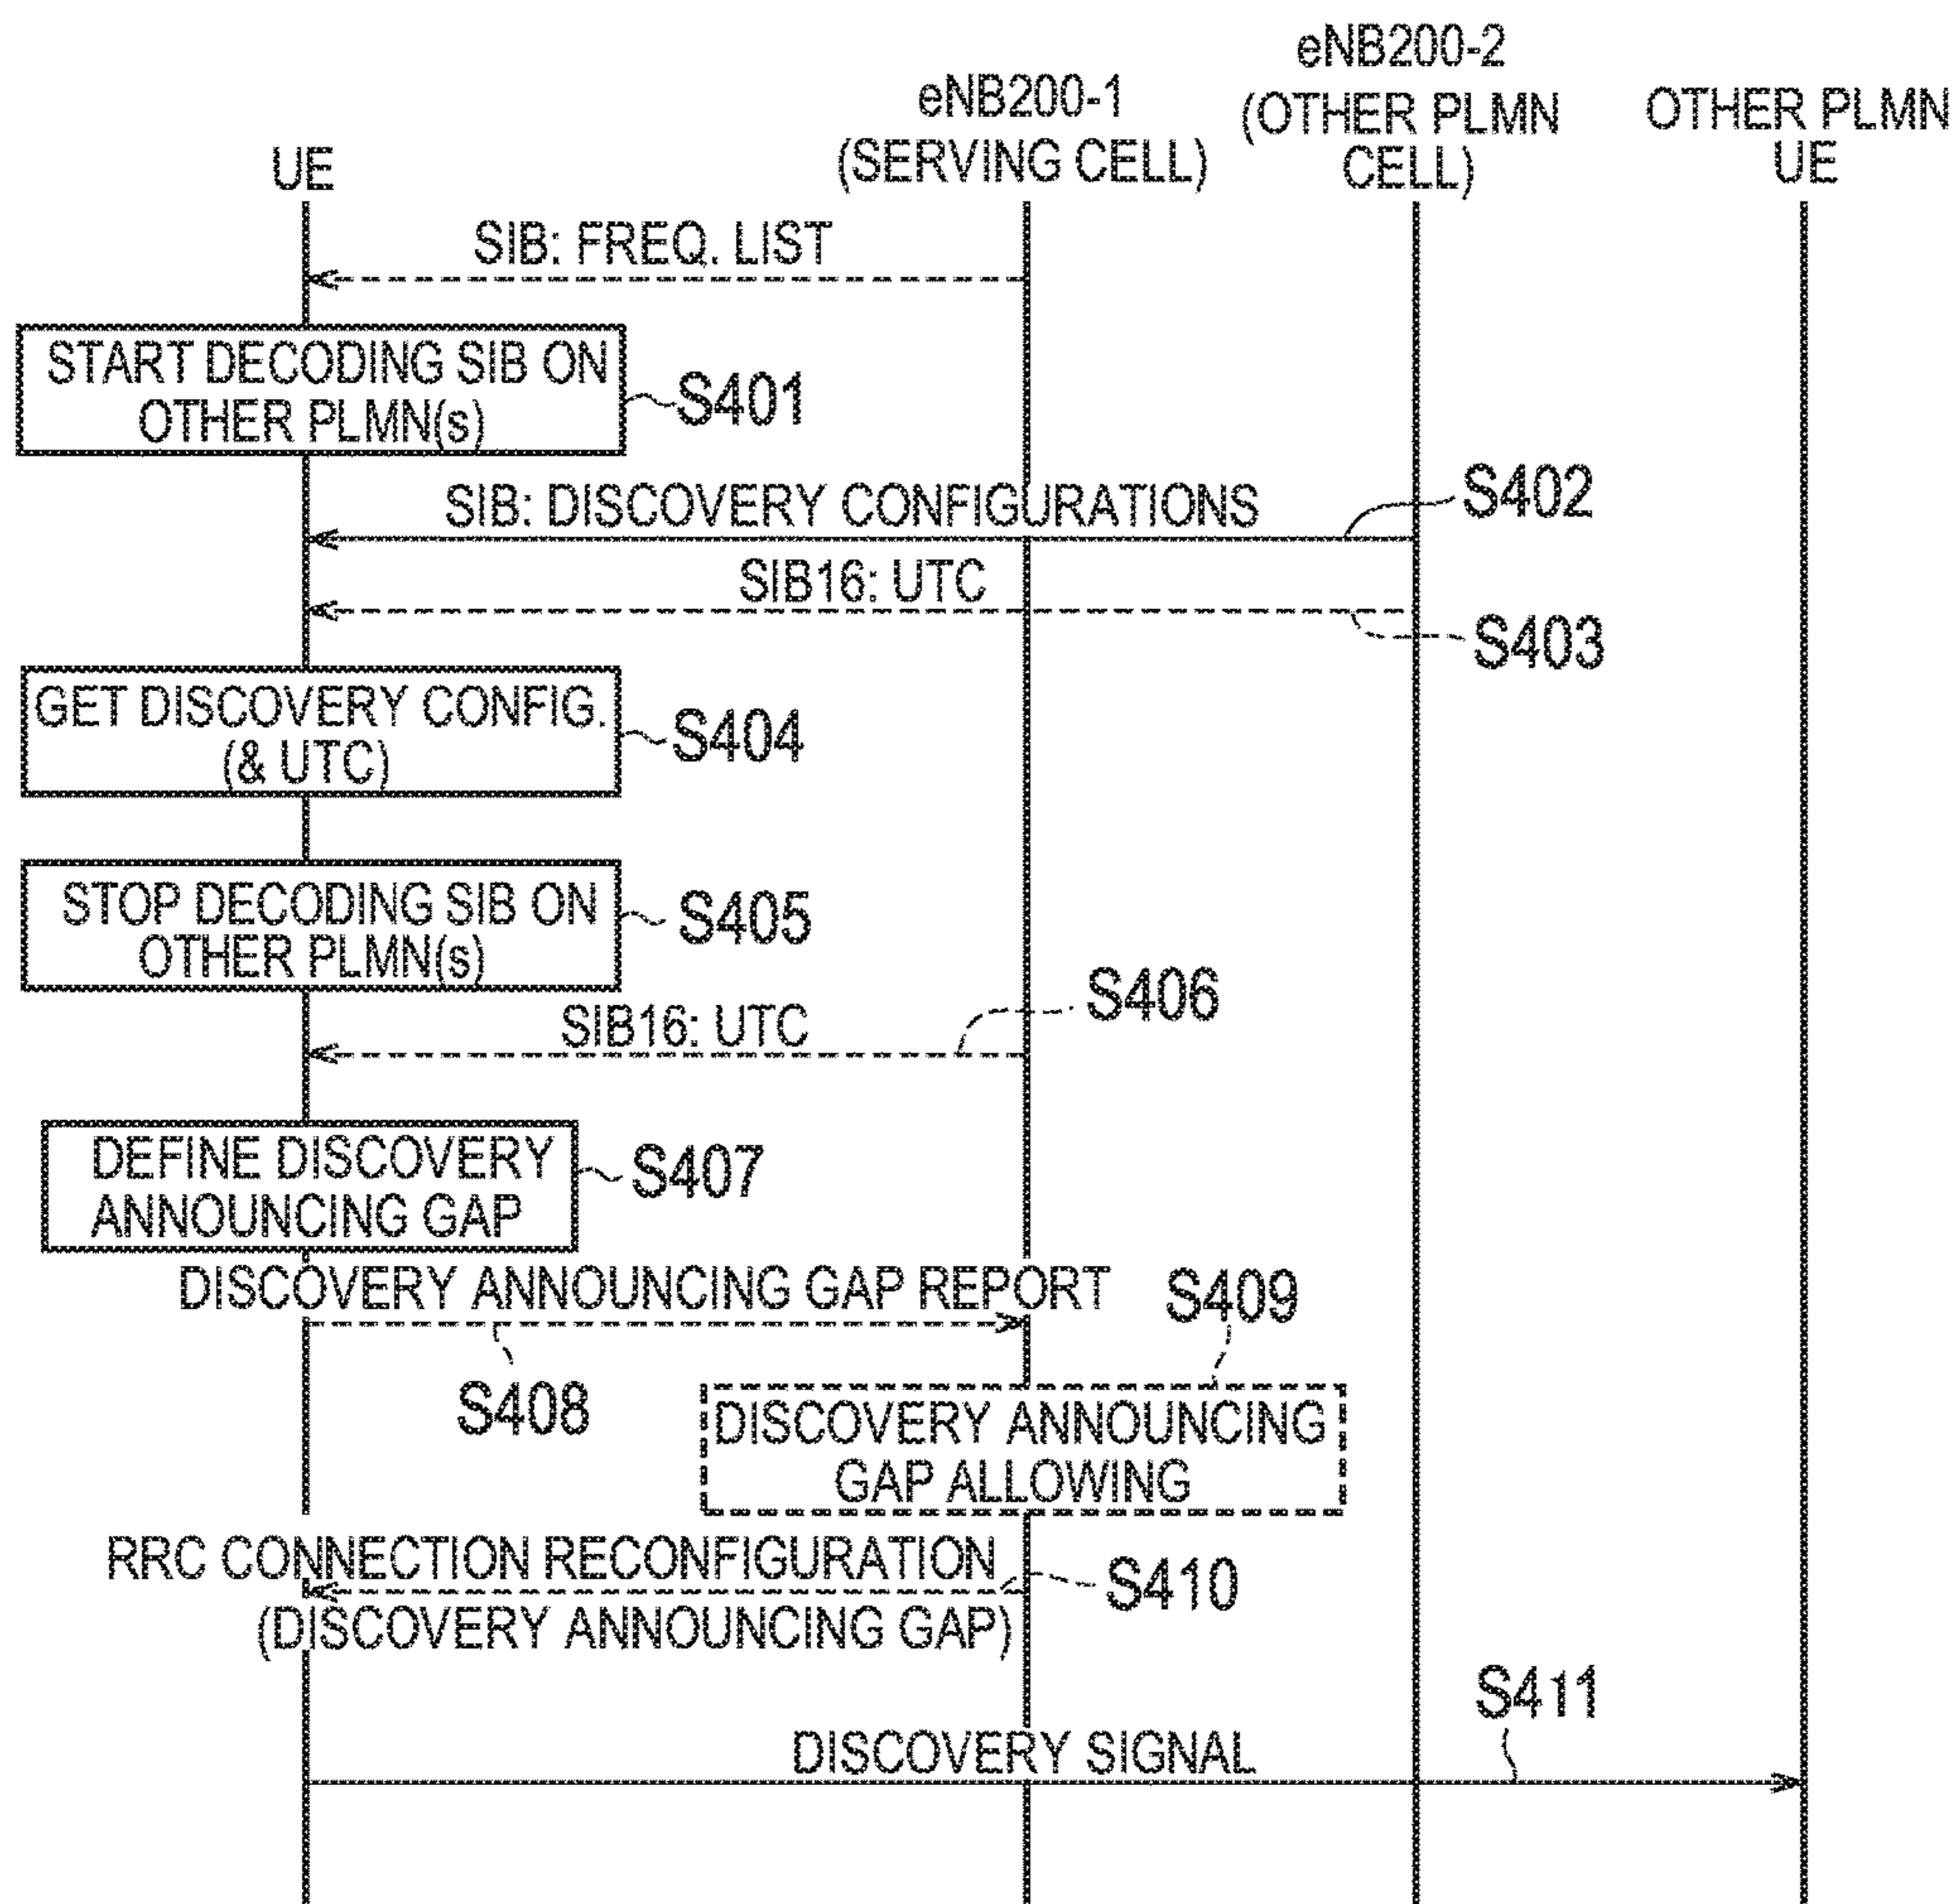 UE
eNB200-1
(SERVING CELL)
eNB200-2
(OTHER PLMN
CELL)
OTHER PLMN
UE
SIB: FREQ. LIST
START DECODING SIB ON
OTHER PLMN(s)
S401
SIB: DISCOVERY CONFIGURATIONS
S402
SIB16: UTC
S403
GET DISCOVERY CONFIG.
(& UTC)
S404
STOP DECODING SIB ON
OTHER PLMN(s)
S405
SIB16: UTC
S406
DEFINE DISCOVERY
ANNOUNCING GAP
S407
DISCOVERY ANNOUNCING GAP REPORT
S408
S409
DISCOVERY ANNOUNCING
GAP ALLOWING
RRC CONNECTION RECONFIGURATION
(DISCOVERY ANNOUNCING GAP)
S410
DISCOVERY SIGNAL
S411